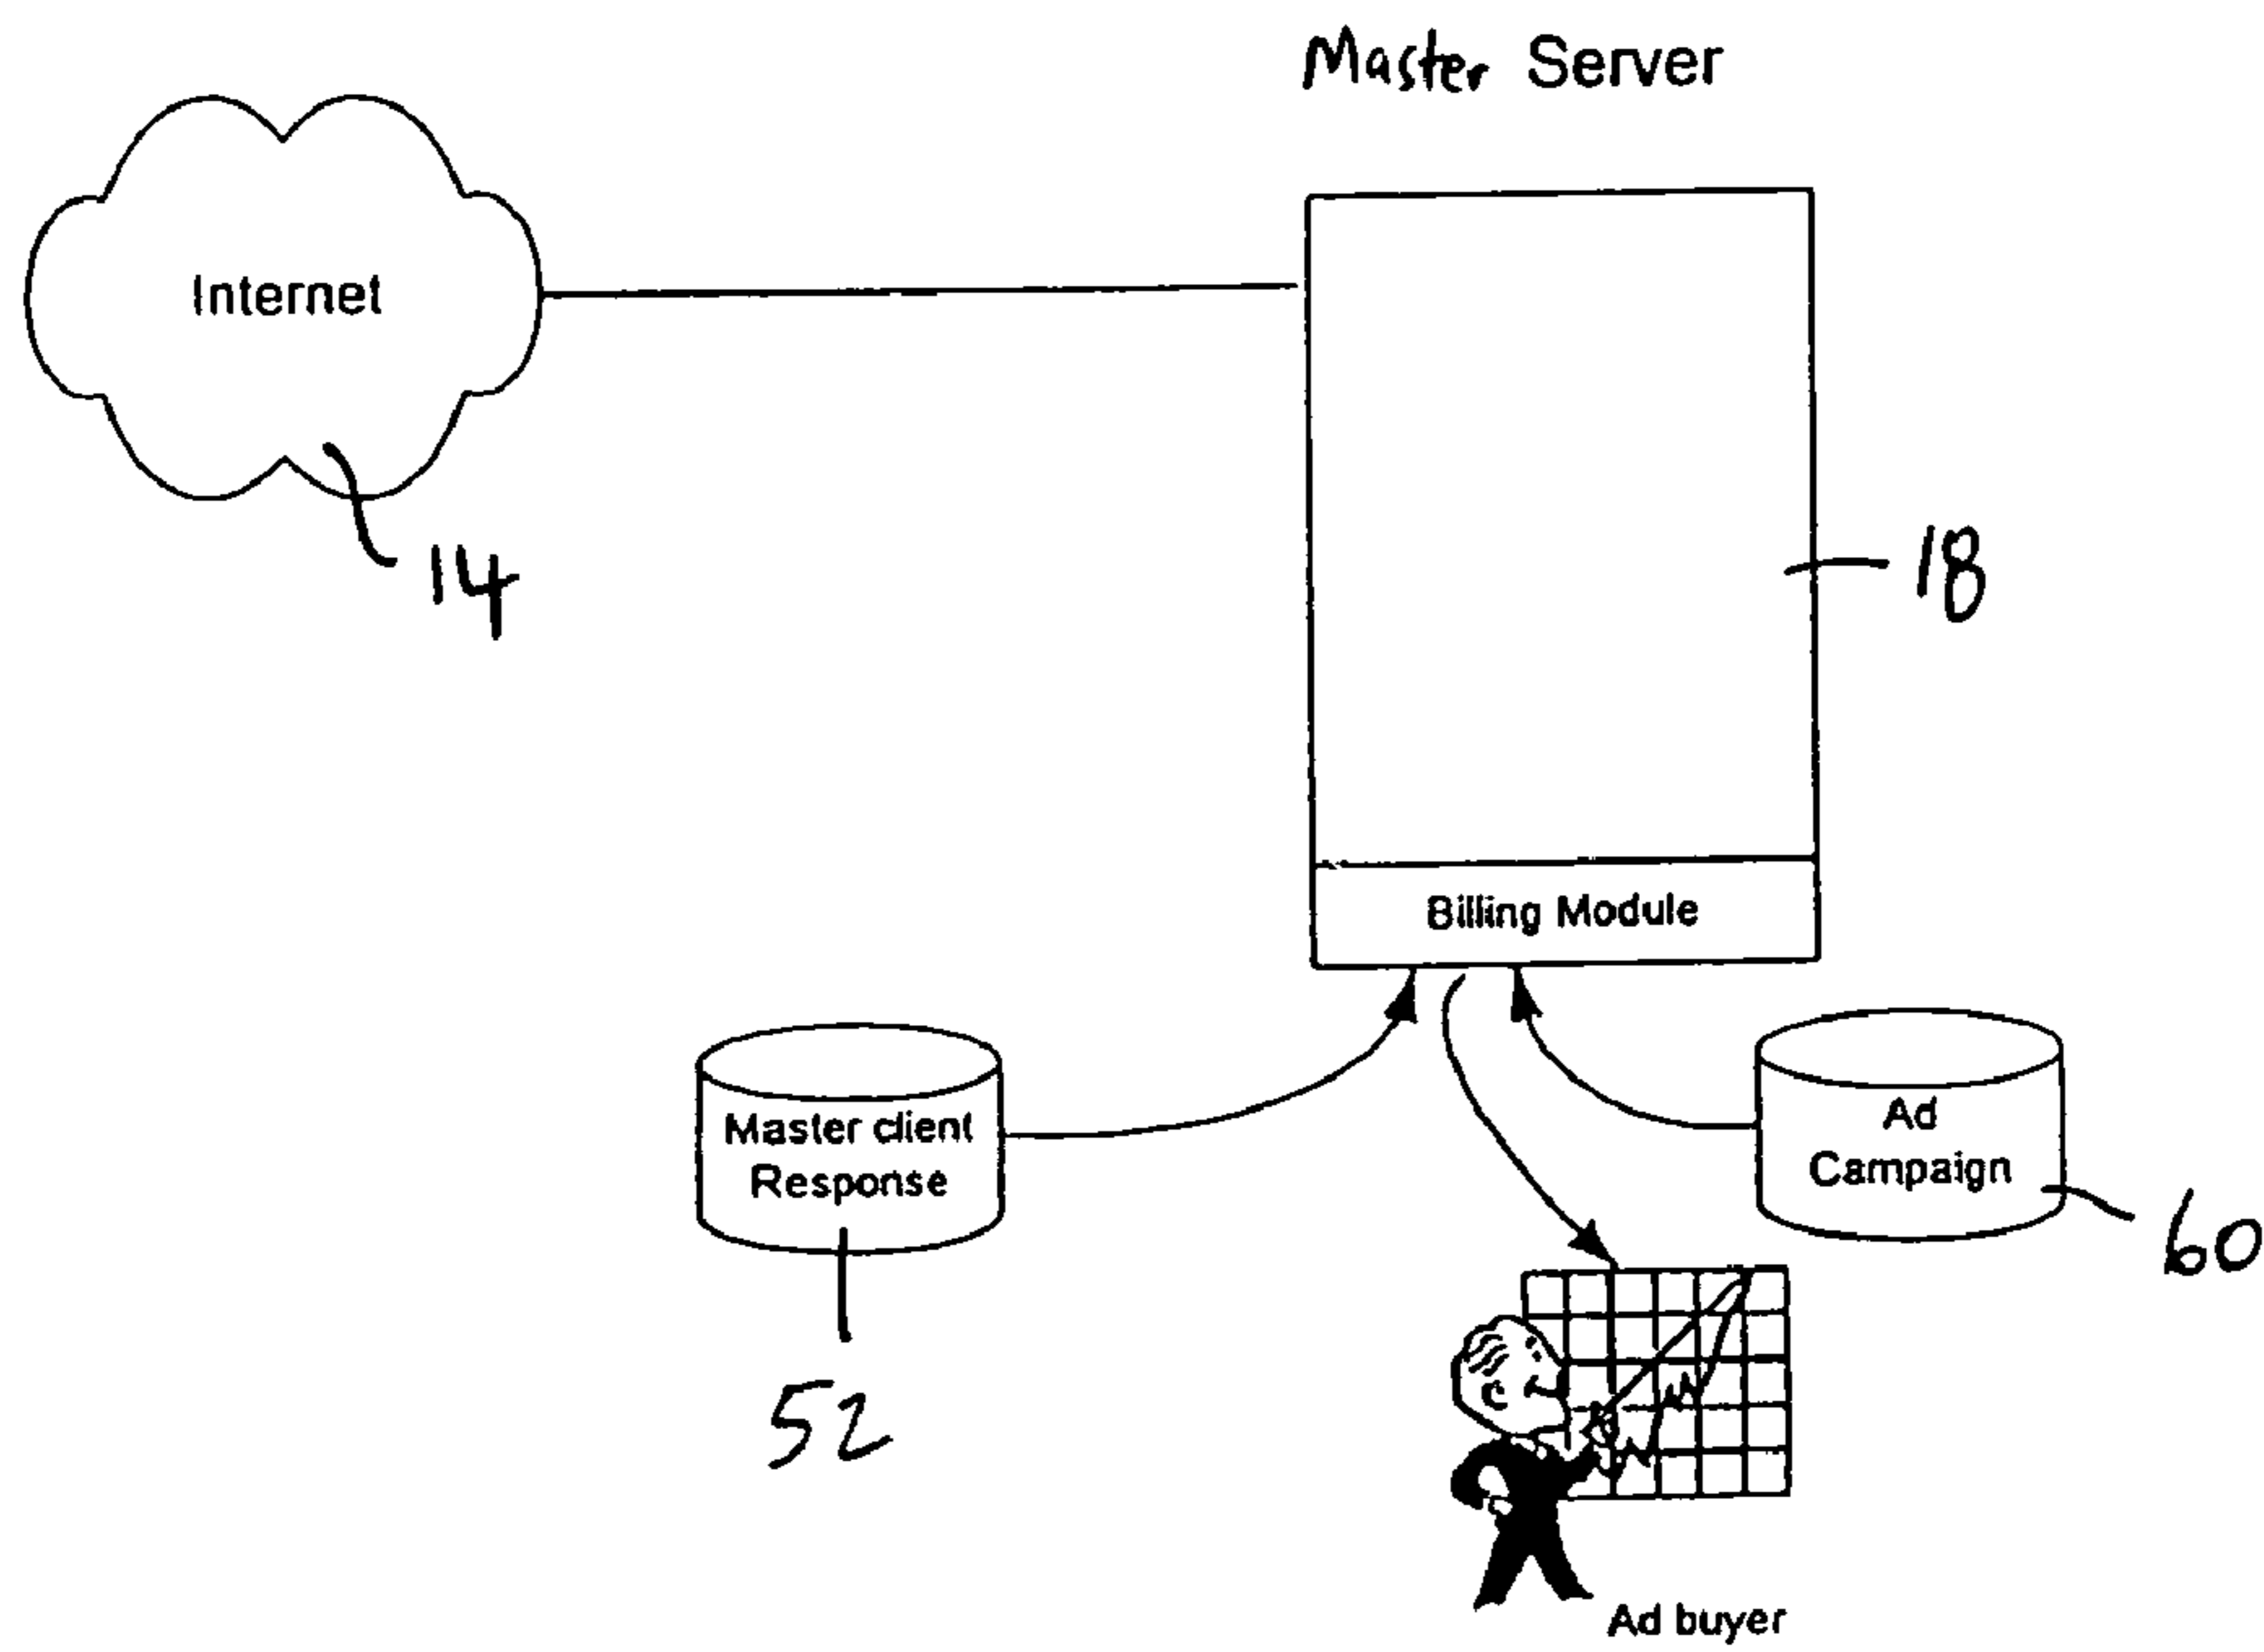 Master Server
Internet
14
18
Billing Module
Master client
Response
Ad
Campaign
60
52
Ad buyer